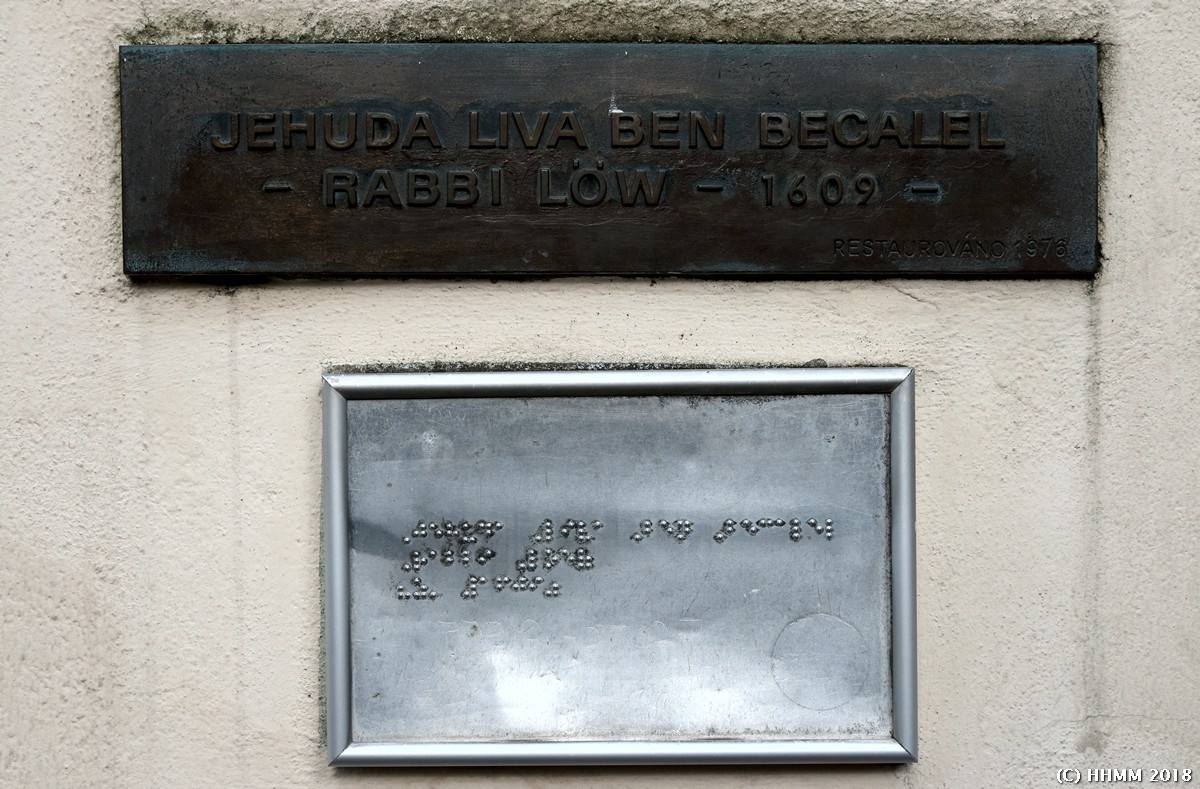 JEHUDA LIVA BEN BECALEL
– RABBI LÖW – 1609 –
RESTAUROVÁNO 1976
(C) HHMM 2018